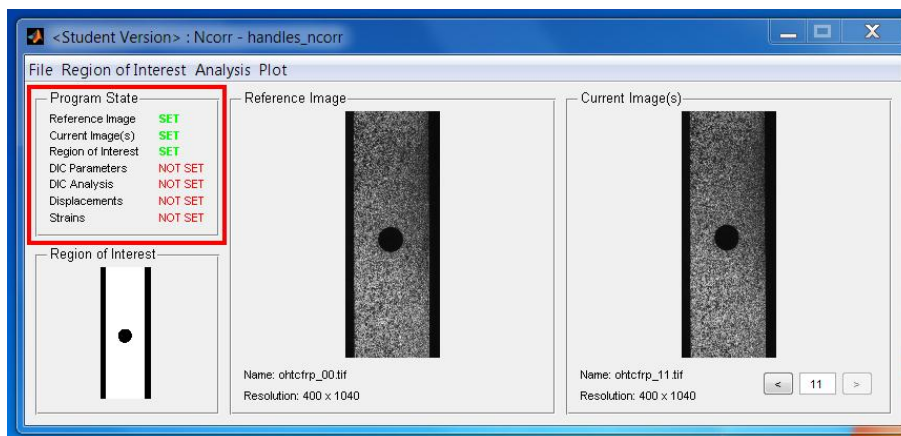 <Student Version> : Ncorr - handles_ncorr
File Region of Interest Analysis Plot
Program State
Reference Image SET
Current Image(s) SET
Region of Interest SET
DIC Parameters NOT SET
DIC Analysis NOT SET
Displacements NOT SET
Strains NOT SET
Region of Interest
Reference Image
Name: ohtcfrp_00.tif
Resolution: 400 x 1040
Current Image(s)
Name: ohtcfrp_11.tif
Resolution: 400 x 1040
< 11 >